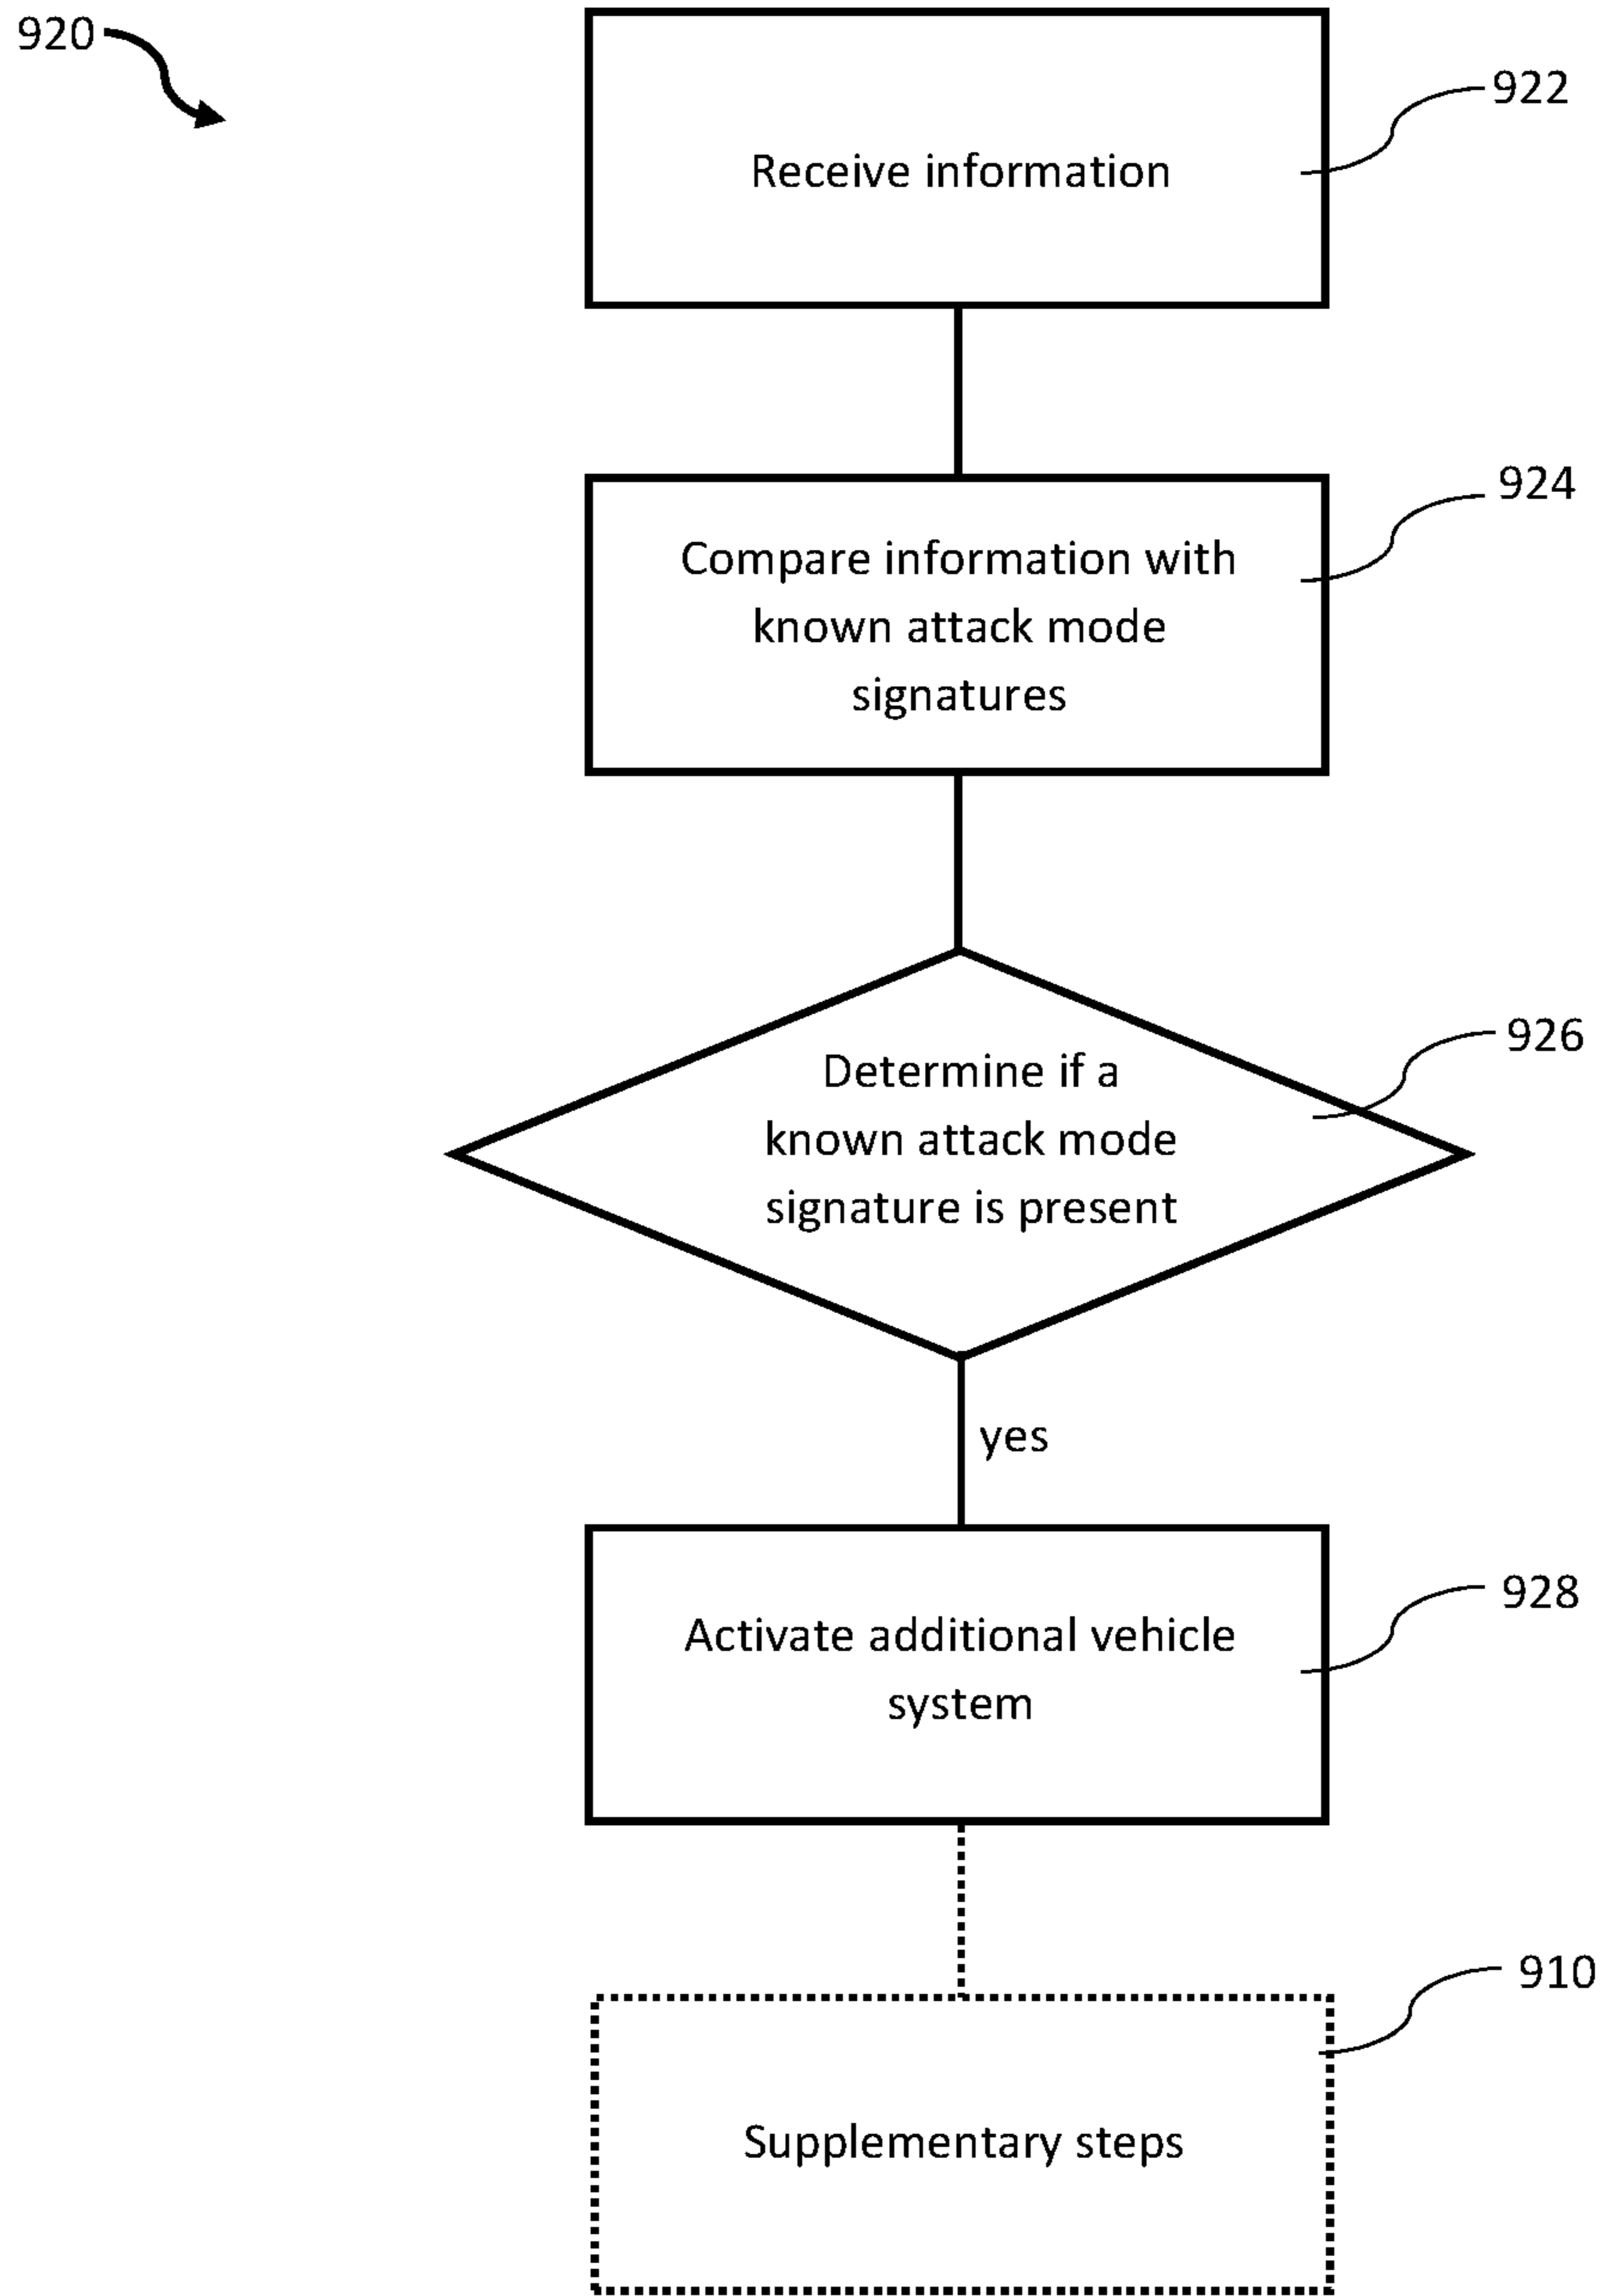 920
922
Receive information
924
Compare information with
known attack mode
signatures
926
Determine if a
known attack mode
signature is present
yes
928
Activate additional vehicle
system
910
Supplementary steps